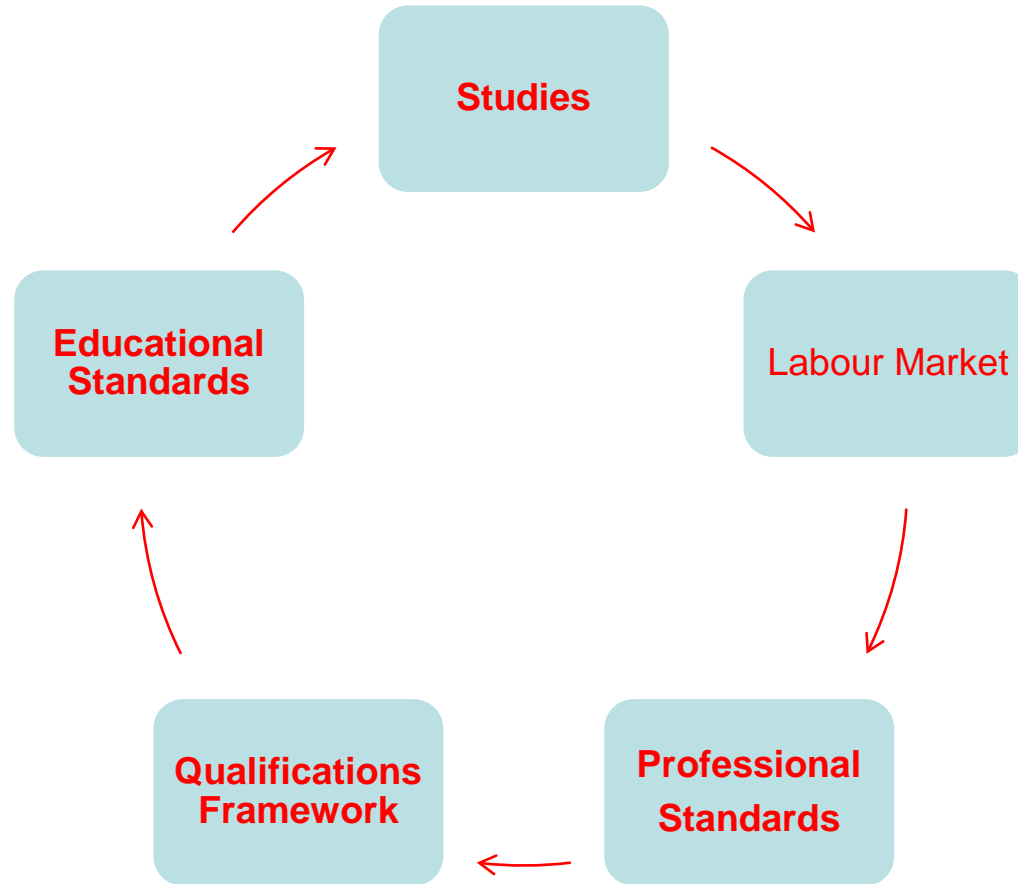 Studies
Labour Market
Professional
Standards
Qualifications
Framework
Educational
Standards